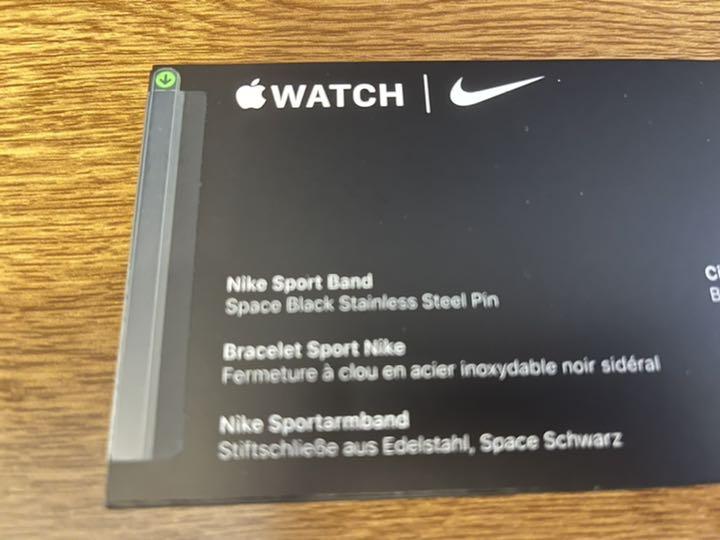 WATCH
Nike Sport Band
Space Black Stainless Steel Pin
Bracelet Sport Nike
Fermeture à clou en acier inoxydable noir sidéral
Nike Sportarmband
Stiftschließe aus Edelstahl, Space Schwarz